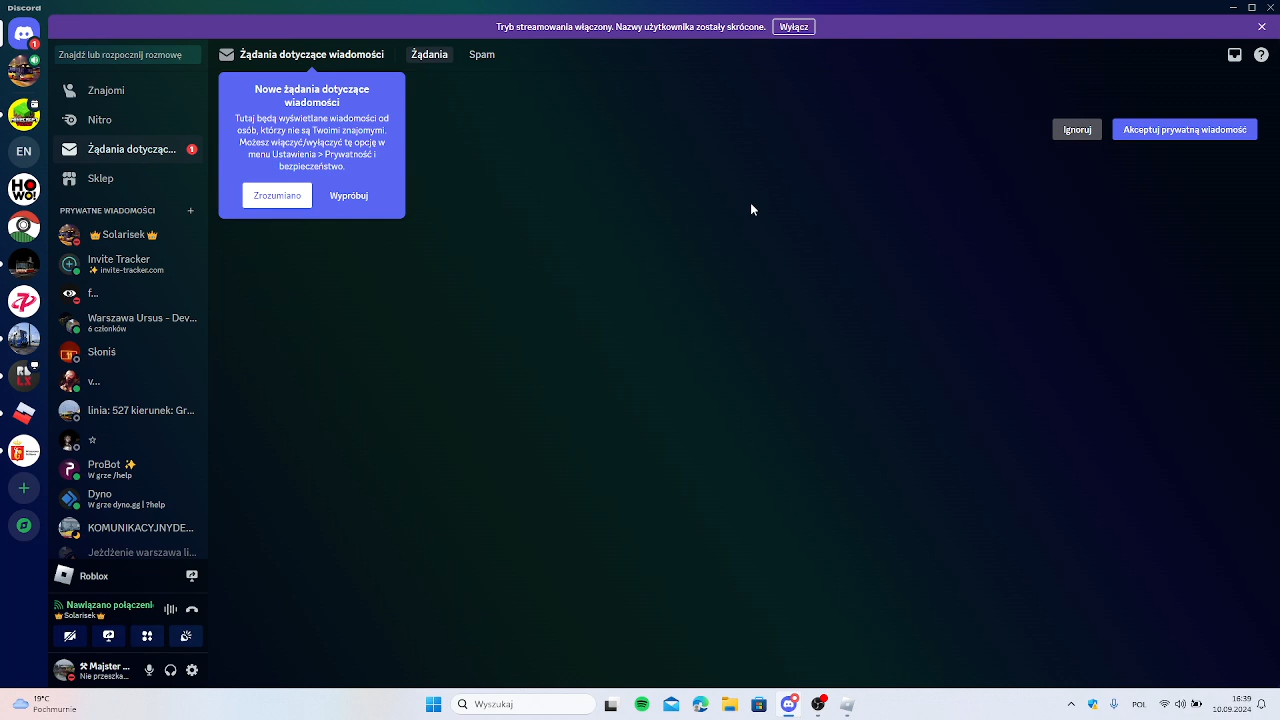 Discord
Tryb streamowania włączony. Nazwy użytkownika zostały skrócone.
Wyłącz
1
Znajdź lub rozpocznij rozmowę
Żądania dotyczące wiadomości
Żądania
Spam
Znajomi
Nitro
Żądania dotycząc...
1
Sklep
EN
HOWO!
Nowe żądania dotyczące
wiadomości
Tutaj będą wyświetlane wiadomości od
osób, którzy nie są Twoimi znajomymi.
Możesz włączyć/wyłączyć tę opcję w
menu Ustawienia > Prywatność i
bezpieczeństwo.
Zrozumiano
Wypróbuj
Ignoruj
Akceptuj prywatną wiadomość
PRYWATNE WIADOMOŚCI
👑Solarisek👑
Invite Tracker
✨ invite-tracker.com
f...
Warszawa Ursus - Dev...
6 członków
Słoniś
v...
linia: 527 kierunek: Gr...
☆
ProBot ✨
W grze /help
Dyno
W grze dyno.gg | ?help
KOMUNIKACYJNYDE...
Jeżdżenie warszawa li...
Roblox
Nawiązano połączeni
👑Solarisek👑
⚒ Majster ...
Nie przeszka...
19°C
Pochmurnie
Wyszukaj
POL
16:39
10.09.2024